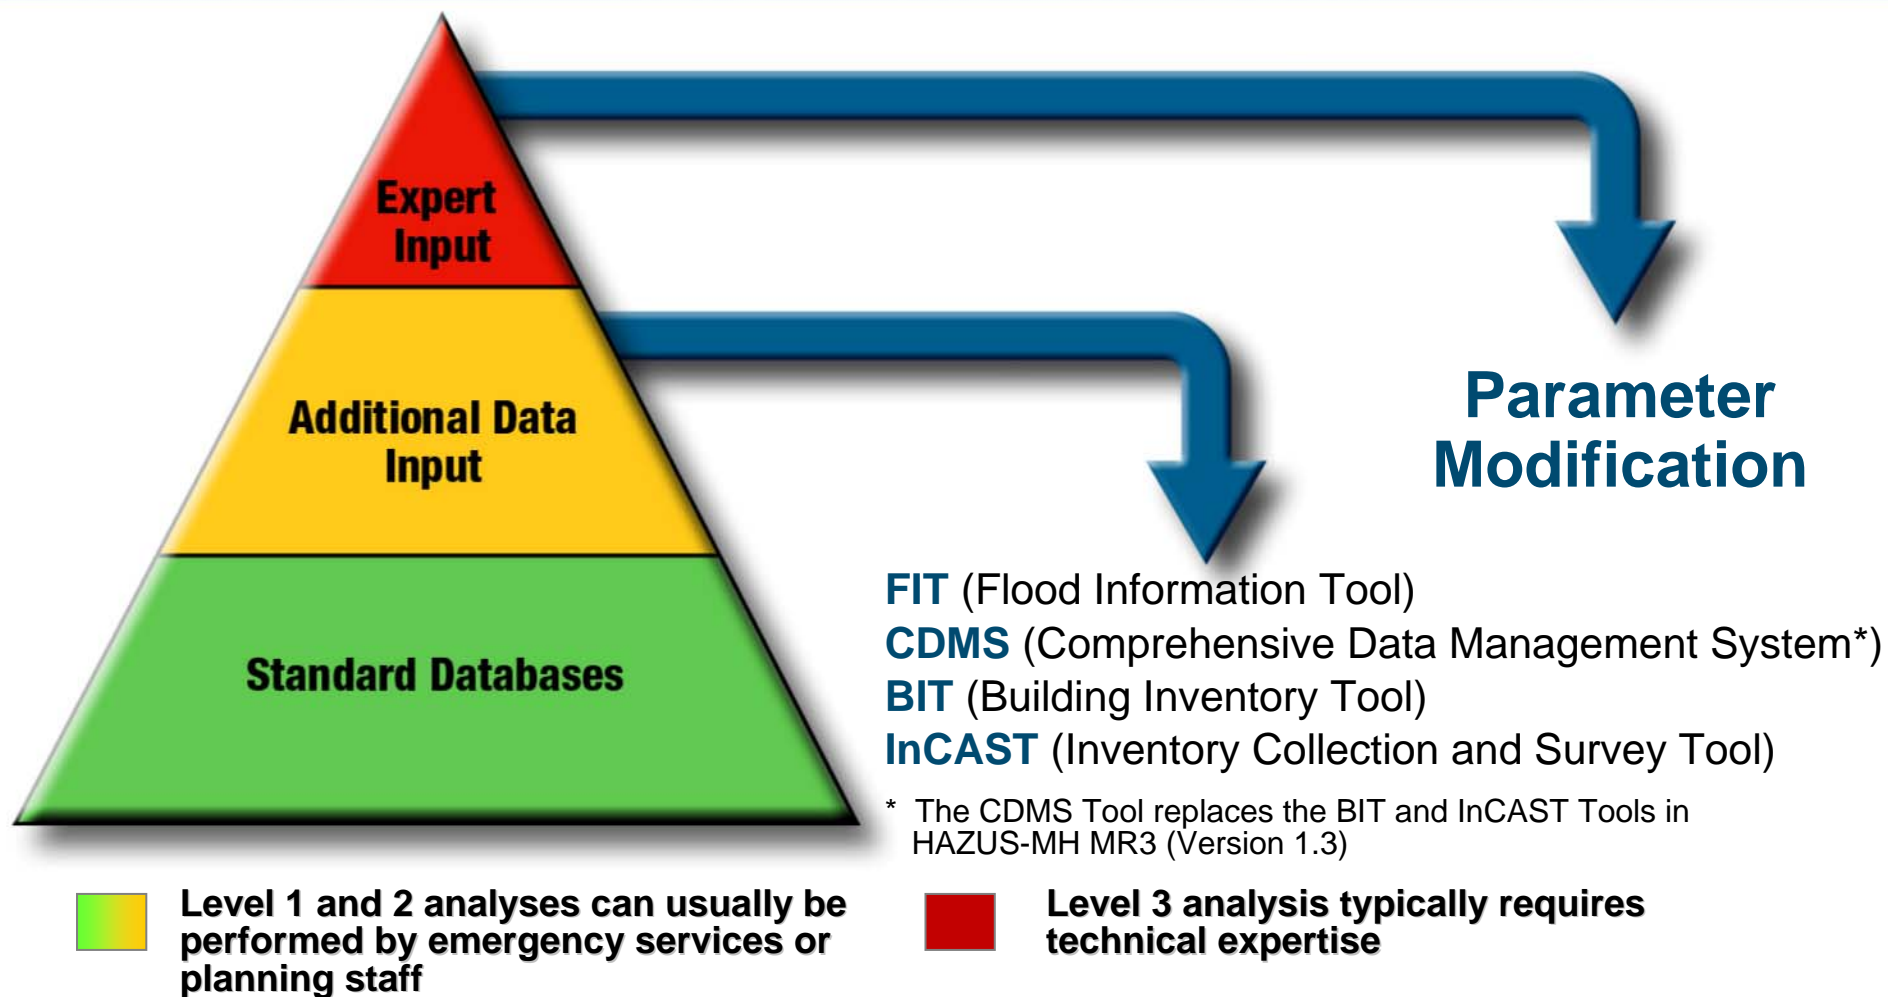 Expert
Input
Additional Data
Input
Standard Databases
Parameter
Modification
FIT (Flood Information Tool)
CDMS (Comprehensive Data Management System*)
BIT (Building Inventory Tool)
InCAST (Inventory Collection and Survey Tool)
* The CDMS Tool replaces the BIT and InCAST Tools in
HAZUS-MH MR3 (Version 1.3)
Level 1 and 2 analyses can usually be
performed by emergency services or
planning staff
Level 3 analysis typically requires
technical expertise